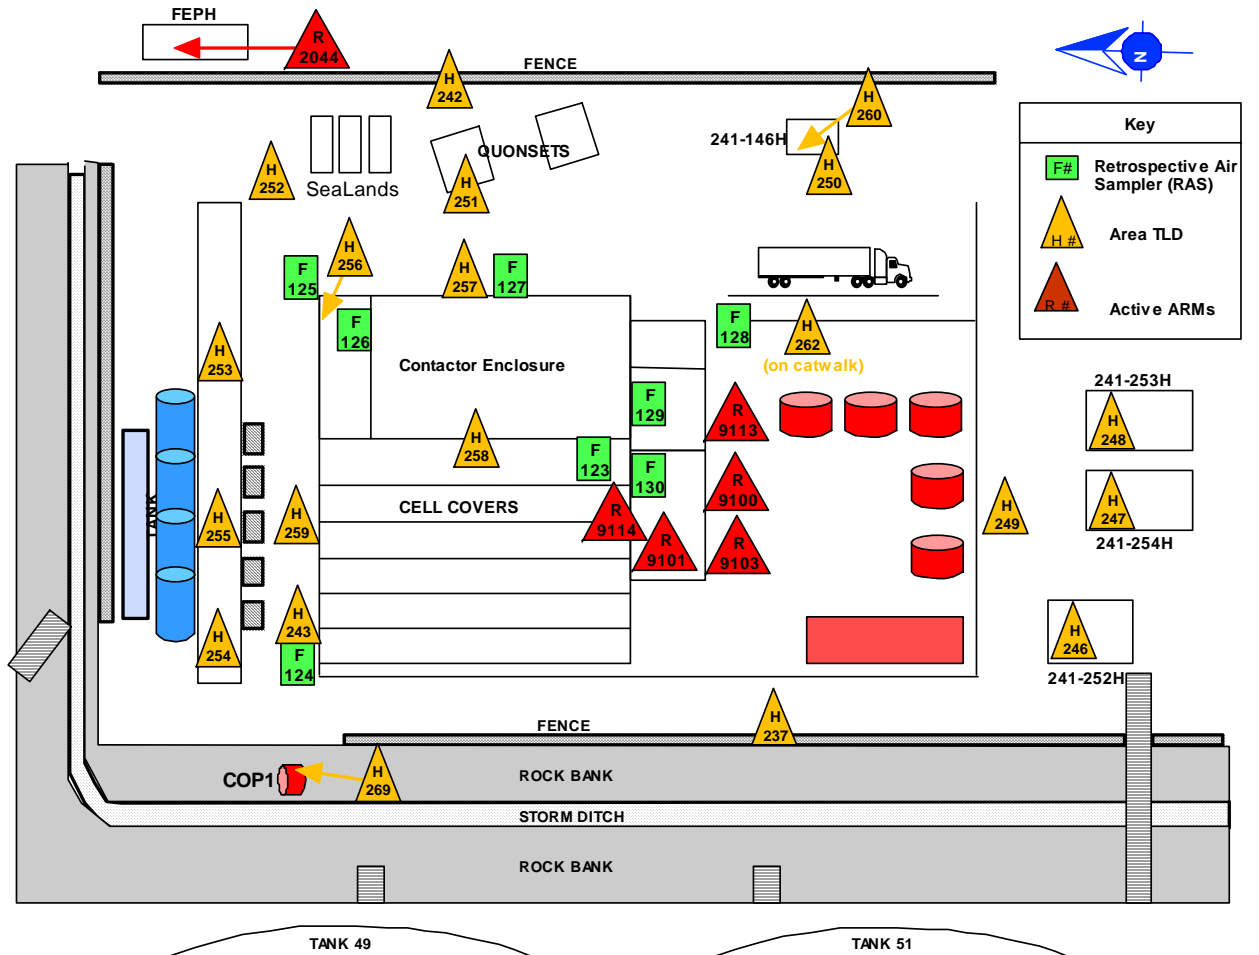 FEPH
R
2044
FENCE
H
242
H
260
N
Key
F#
Retrospective Air
Sampler (RAS)
H #
Area TLD
R #
Active ARMs
241-146H
H
250
QUONSETS
H
252
SeaLands
H
251
H
256
F
125
H
257
F
127
F
126
F
128
H
262
(on catwalk)
Contactor Enclosure
H
253
F
129
R
9113
241-253H
H
248
H
258
F
123
F
130
R
9100
TANK
H
255
H
259
CELL COVERS
R
9114
R
9101
R
9103
H
249
H
247
241-254H
H
254
H
243
F
124
H
246
241-252H
H
237
FENCE
COP1
H
269
ROCK BANK
STORM DITCH
ROCK BANK
TANK 49
TANK 51